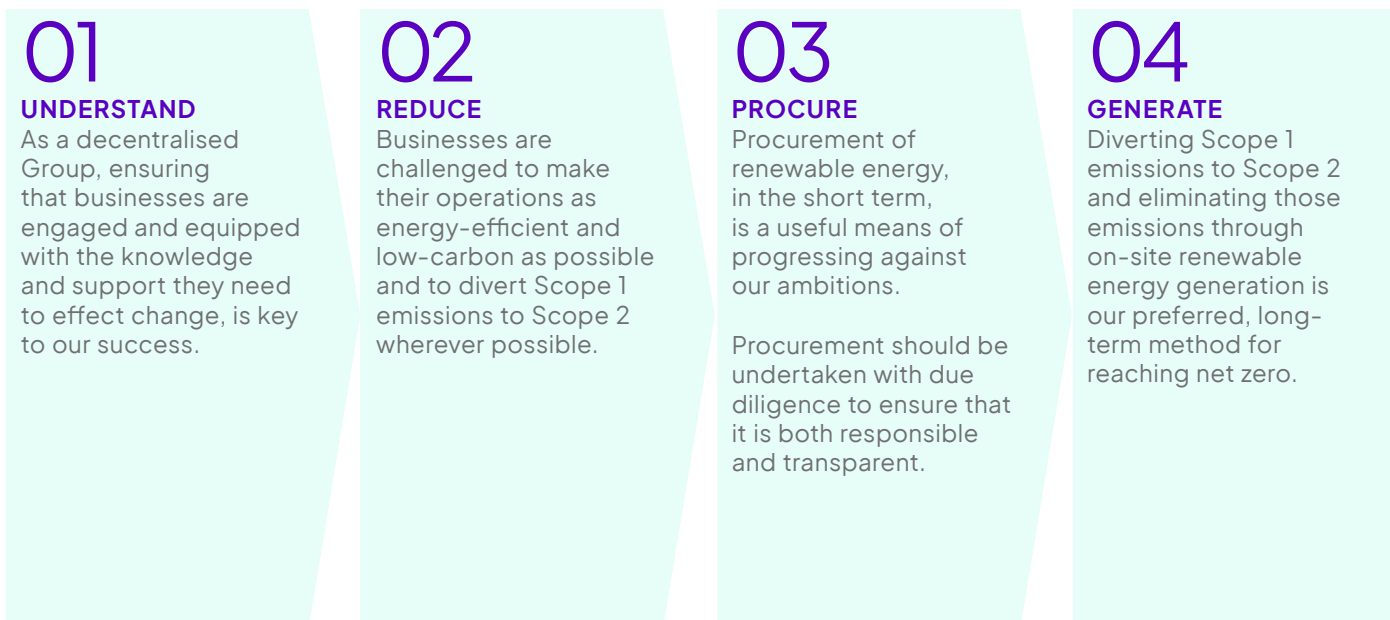 01
UNDERSTAND
As a decentralised
Group, ensuring
that businesses are
engaged and equipped
with the knowledge
and support they need
to effect change, is key
to our success.
02
REDUCE
Businesses are
challenged to make
their operations as
energy-efficient and
low-carbon as possible
and to divert Scope 1
emissions to Scope 2
wherever possible.
03
PROCURE
Procurement of
renewable energy,
in the short term,
is a useful means of
progressing against
our ambitions.
Procurement should be
undertaken with due
diligence to ensure that
it is both responsible
and transparent.
04
GENERATE
Diverting Scope 1
emissions to Scope 2
and eliminating those
emissions through
on-site renewable
energy generation is
our preferred, long-
term method for
reaching net zero.